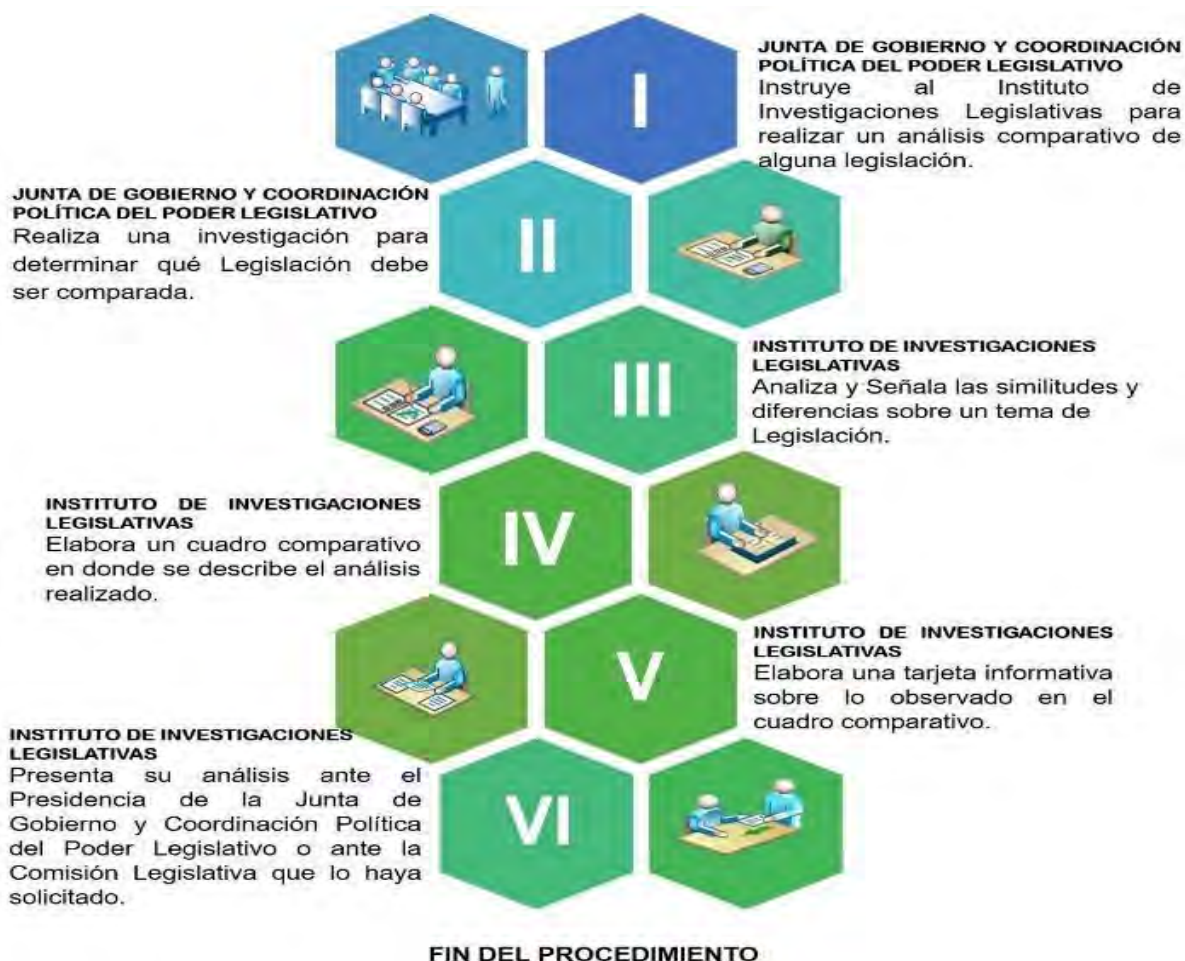 I
JUNTA DE GOBIERNO Y COORDINACIÓN
POLÍTICA DEL PODER LEGISLATIVO
Instruye al Instituto de
Investigaciones Legislativas para
realizar un análisis comparativo de
alguna legislación.
JUNTA DE GOBIERNO Y COORDINACIÓN
POLÍTICA DEL PODER LEGISLATIVO
Realiza una investigación para
determinar qué Legislación debe
ser comparada.
II
III
INSTITUTO DE INVESTIGACIONES
LEGISLATIVAS
Analiza y Señala las similitudes y
diferencias sobre un tema de
Legislación.
INSTITUTO DE INVESTIGACIONES
LEGISLATIVAS
Elabora un cuadro comparativo
en donde se describe el análisis
realizado.
IV
V
INSTITUTO DE INVESTIGACIONES
LEGISLATIVAS
Elabora una tarjeta informativa
sobre lo observado en el
cuadro comparativo.
INSTITUTO DE INVESTIGACIONES
LEGISLATIVAS
Presenta su análisis ante el
Presidencia de la Junta de
Gobierno y Coordinación Política
del Poder Legislativo o ante la
Comisión Legislativa que lo haya
solicitado.
VI
FIN DEL PROCEDIMIENTO